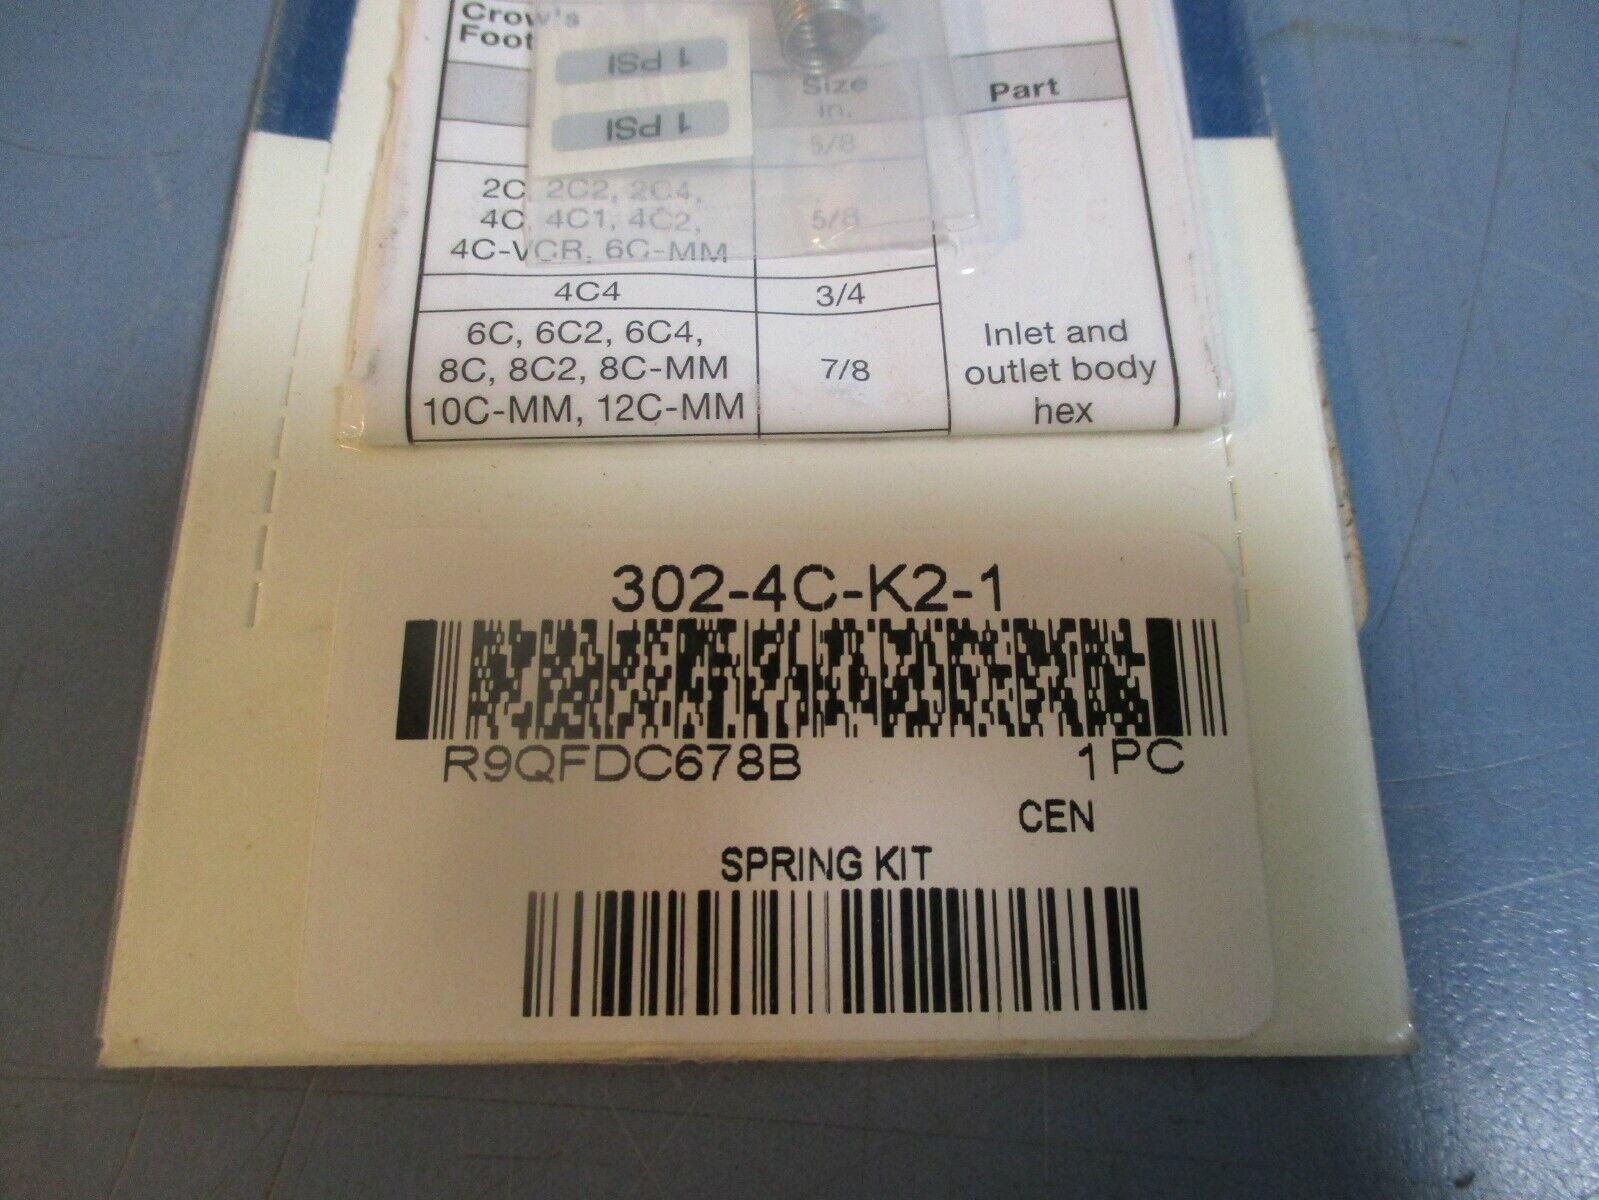 Crow's
Foot
1 PSI
1 PSI
Size
in.
Part
5/8
2C, 2C2, 2C4,
4C, 4C1, 4C2,
4C-VCR, 6C-MM
5/8
4C4
3/4
6C, 6C2, 6C4,
8C, 8C2, 8C-MM
10C-MM, 12C-MM
7/8
Inlet and
outlet body
hex
302-4C-K2-1
R9QFDC678B 1 PC
CEN
SPRING KIT